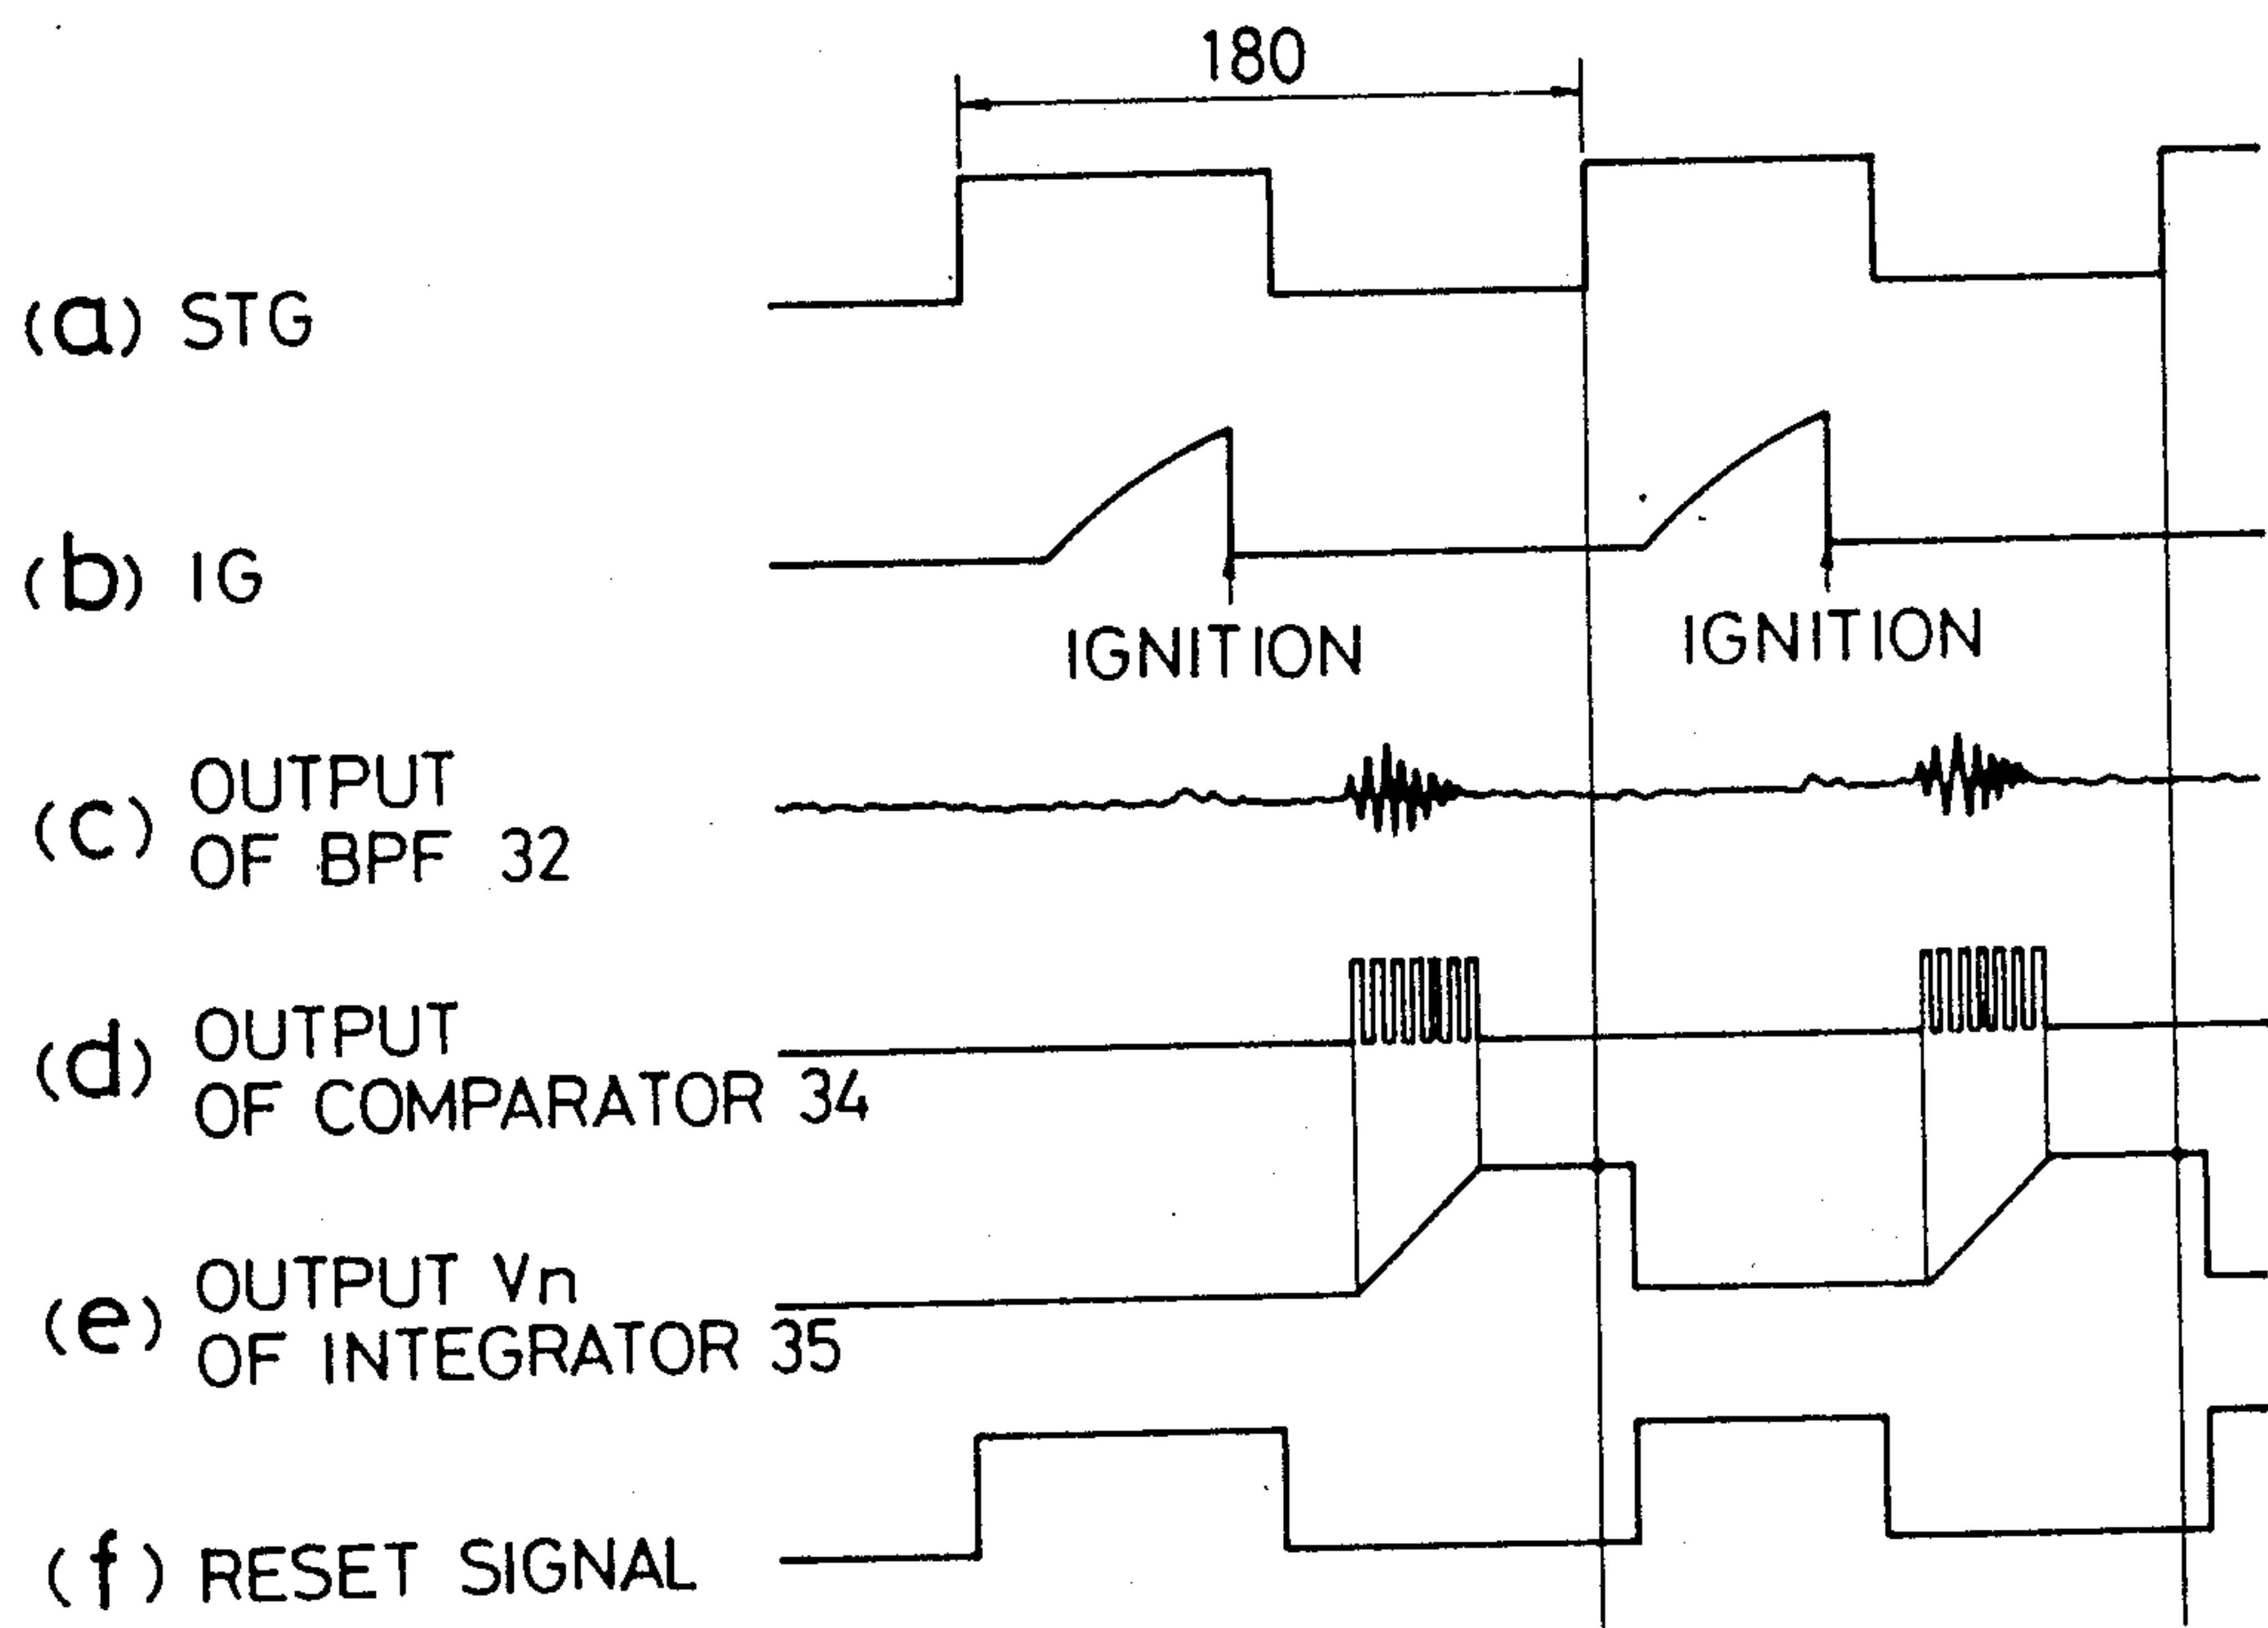 180
(a) STG
(b) IG
IGNITION
IGNITION
(c) OUTPUT
OF BPF 32
(d) OUTPUT
OF COMPARATOR 34
(e) OUTPUT Vn
OF INTEGRATOR 35
(f) RESET SIGNAL